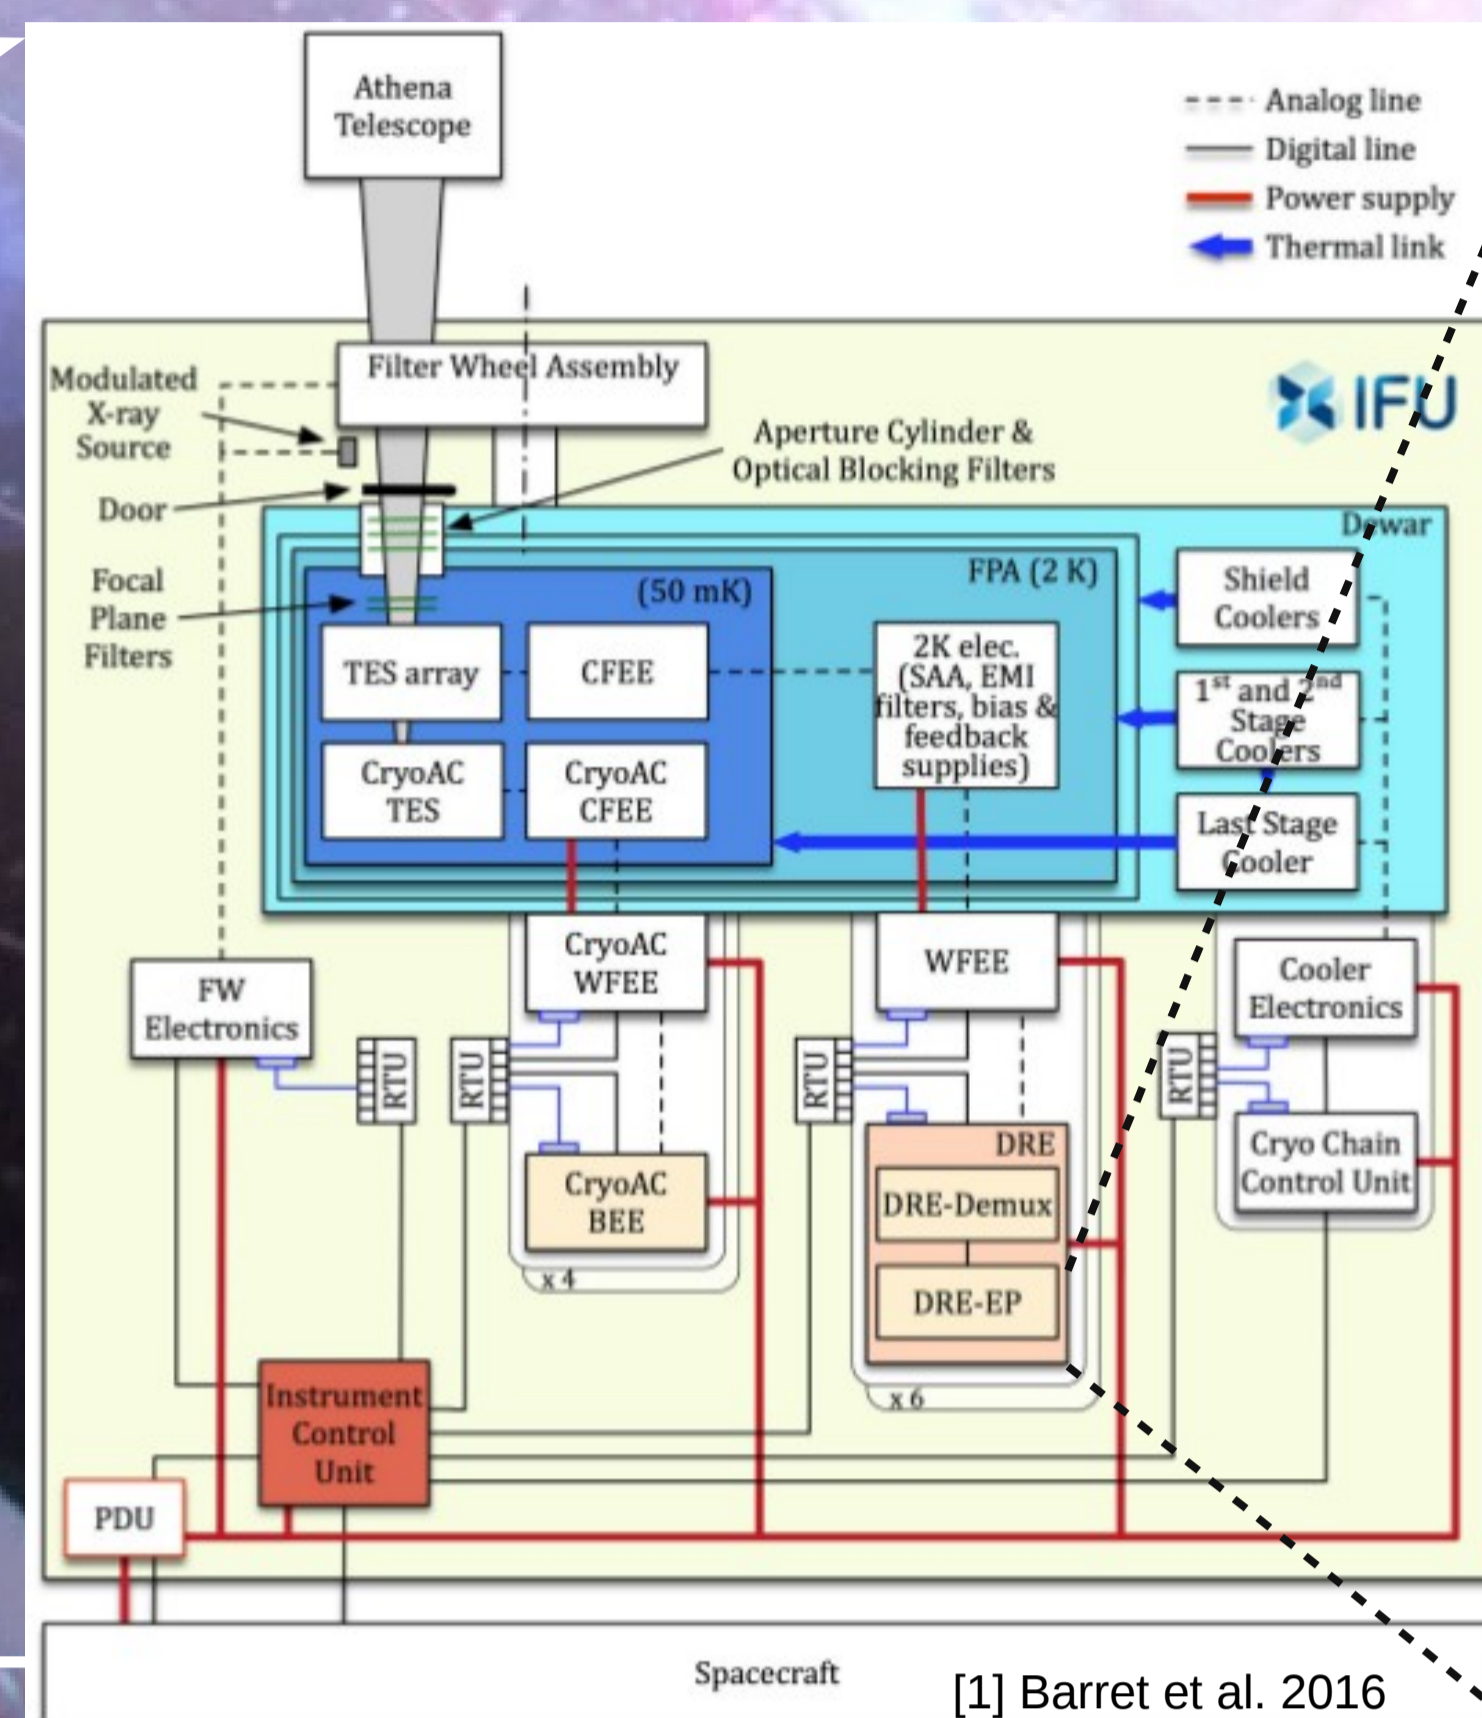 Athena
Telescope
Analog line
Digital line
Power supply
Thermal link
Modulated
X-ray
Source
Filter Wheel Assembly
IFU
Aperture Cylinder &
Optical Blocking Filters
Door
Dewar
Focal
Plane
Filters
(50 mK)
FPA (2 K)
Shield
Coolers
TES array
CFEE
2K elec.
(SAA, EMI
filters, bias &
feedback
supplies)
1st and 2nd
Stage
Coolers
CryoAC
TES
CryoAC
CFEE
Last Stage
Cooler
CryoAC
WFEE
WFEE
Cooler
Electronics
FW
Electronics
RTU
RTU
RTU
RTU
CryoAC
BEE
x 4
DRE
DRE-Demux
DRE-EP
x 6
Cryo Chain
Control Unit
Instrument
Control
Unit
PDU
Spacecraft
[1] Barret et al. 2016